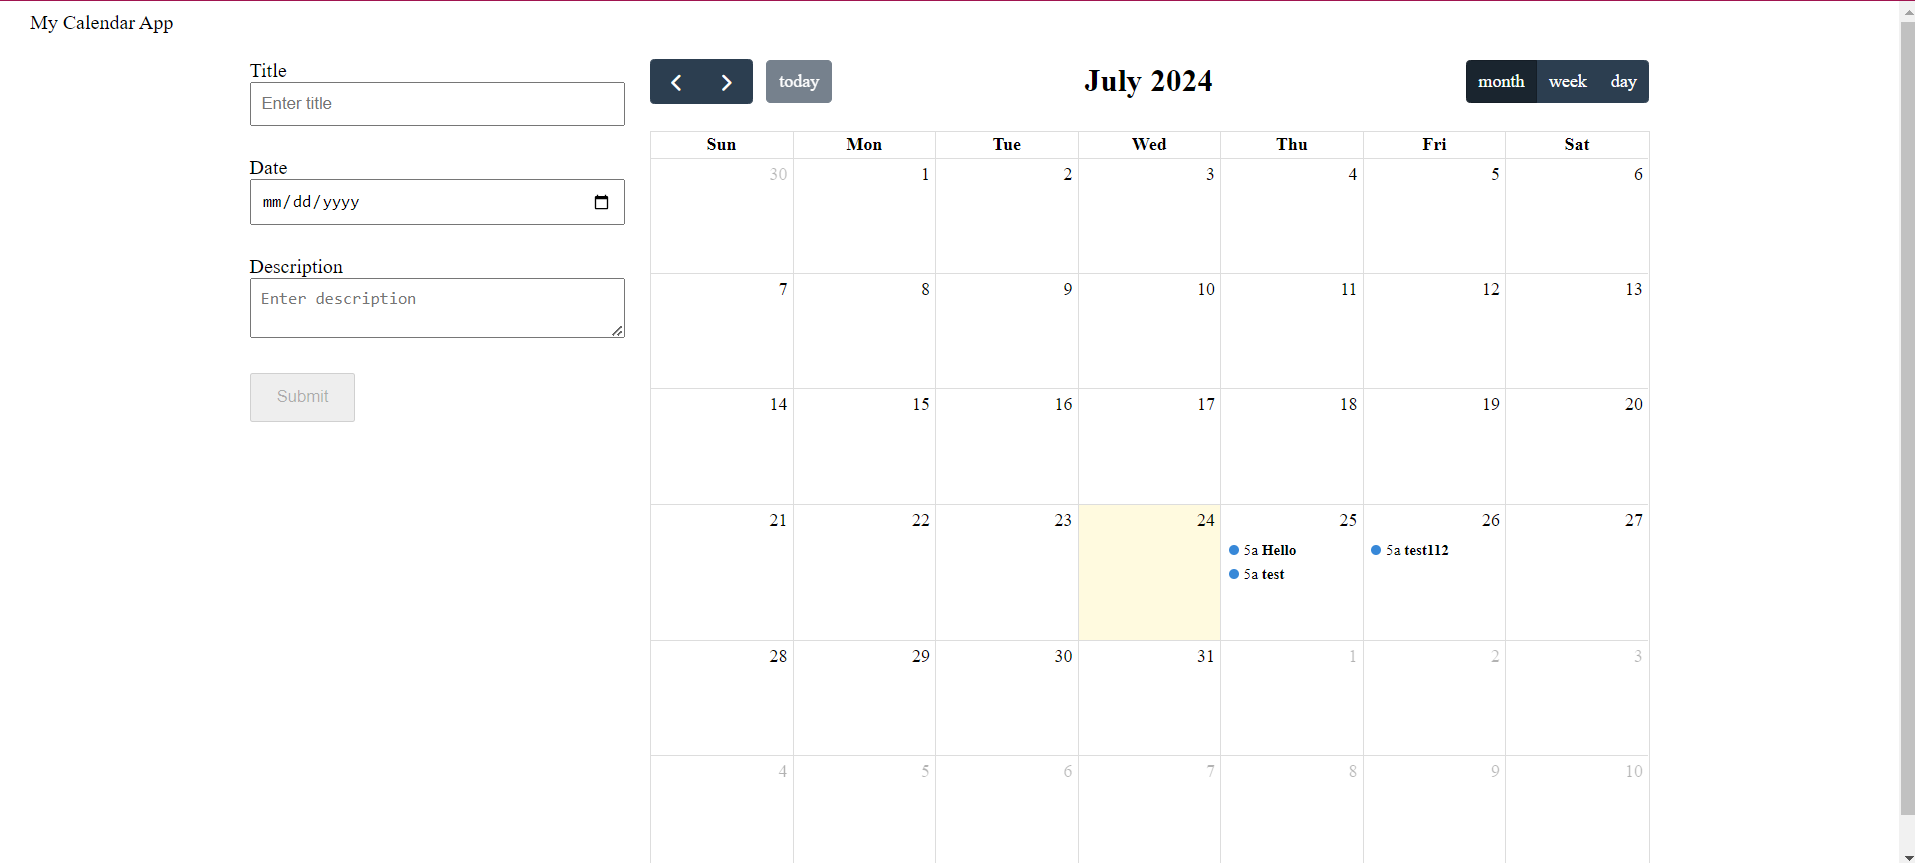 My Calendar App
Title
Enter title
Date
mm/dd/yyyy
Description
Enter description
Submit
today
July 2024
month week day
Sun Mon Tue Wed Thu Fri Sat
30 1 2 3 4 5 6
7 8 9 10 11 12 13
14 15 16 17 18 19 20
21 22 23 24 25 26 27
5a Hello 5a test112
5a test
28 29 30 31 1 2 3
4 5 6 7 8 9 10